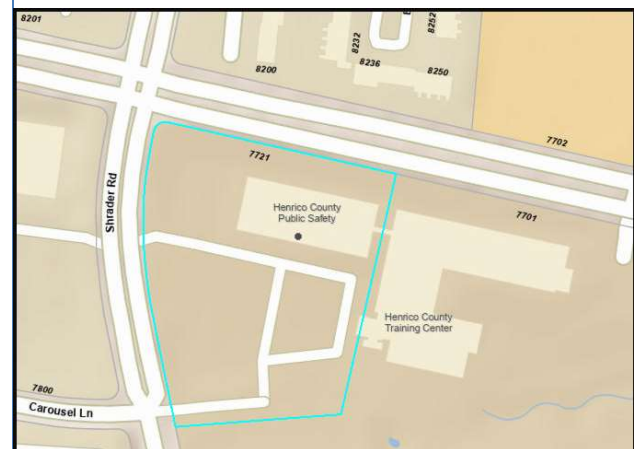 8201
8252
8232
8236
8200
8250
7702
7721
7701
Shrader Rd
Henrico County
Public Safety
Henrico County
Training Center
7800
Carousel Ln